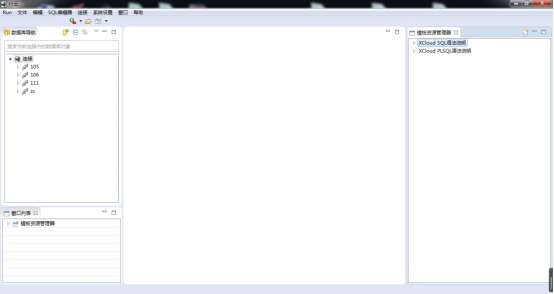 Run 文件 编辑 SQL编辑器 连接 系统设置 窗口 帮助
数据库导航
搜索当前连接内的数据库对象
连接
105
106
111
zc
窗口列表
模板资源管理器
模板资源管理器
XCloud SQL语法说明
XCloud PLSQL语法说明